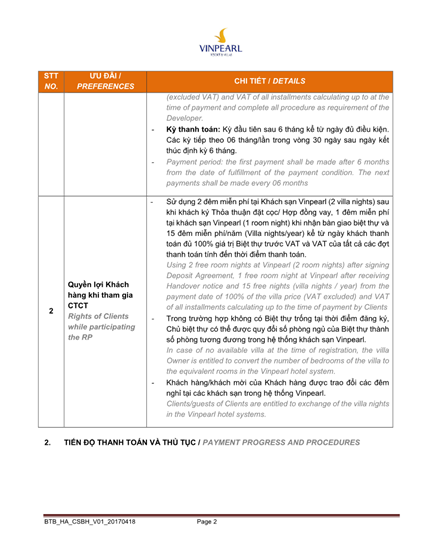 VINPEARL
STT
NO.
ƯU ĐÃI /
PREFERENCES
CHI TIẾT / DETAILS
(excluded VAT) and VAT of all installments calculating up to at the
time of payment and complete all procedure as requirement of the
Developer.
- Kỳ thanh toán: Kỳ đầu tiên sau 6 tháng kể từ ngày đủ điều kiện.
Các kỳ tiếp theo 06 tháng/lần trong vòng 30 ngày sau ngày kết
thúc định kỳ 6 tháng.
- Payment period: the first payment shall be made after 6 months
from the date of fulfillment of the payment condition. The next
payments shall be made every 06 months
2
Quyền lợi Khách
hàng khi tham gia
CTCT
Rights of Clients
while participating
the RP
- Sử dụng 2 đêm miễn phí tại Khách sạn Vinpearl (2 villa nights) sau
khi khách ký Thỏa thuận đặt cọc/ Hợp đồng vay, 1 đêm miễn phí
tại khách sạn Vinpearl (1 room night) khi nhận bàn giao biệt thự và
15 đêm miễn phí/năm (Villa nights/year) kể từ ngày khách thanh
toán đủ 100% giá trị Biệt thự trước VAT và VAT của tất cả các đợt
thanh toán tính đến thời điểm thanh toán.
Using 2 free room nights at Vinpearl (2 room nights) after signing
Deposit Agreement, 1 free room night at Vinpearl after receiving
Handover notice and 15 free nights (villa nights / year) from the
payment date of 100% of the villa price (VAT excluded) and VAT
of all installments calculating up to the time of payment by Clients
- Trong trường hợp không có Biệt thự trống tại thời điểm đăng ký,
Chủ biệt thự có thể được quy đổi số phòng ngủ của Biệt thự thành
số phòng tương đương trong hệ thống khách sạn Vinpearl.
In case of no available villa at the time of registration, the villa
Owner is entitled to convert the number of bedrooms of the villa to
the equivalent rooms in the Vinpearl hotel system.
- Khách hàng/khách mời của Khách hàng được trao đổi các đêm
nghỉ tại các khách sạn trong hệ thống Vinpearl.
Clients/guests of Clients are entitled to exchange of the villa nights
in the Vinpearl hotel systems.
2. TIẾN ĐỘ THANH TOÁN VÀ THỦ TỤC / PAYMENT PROGRESS AND PROCEDURES
BTB_HA_CSBH_V01_20170418 Page 2